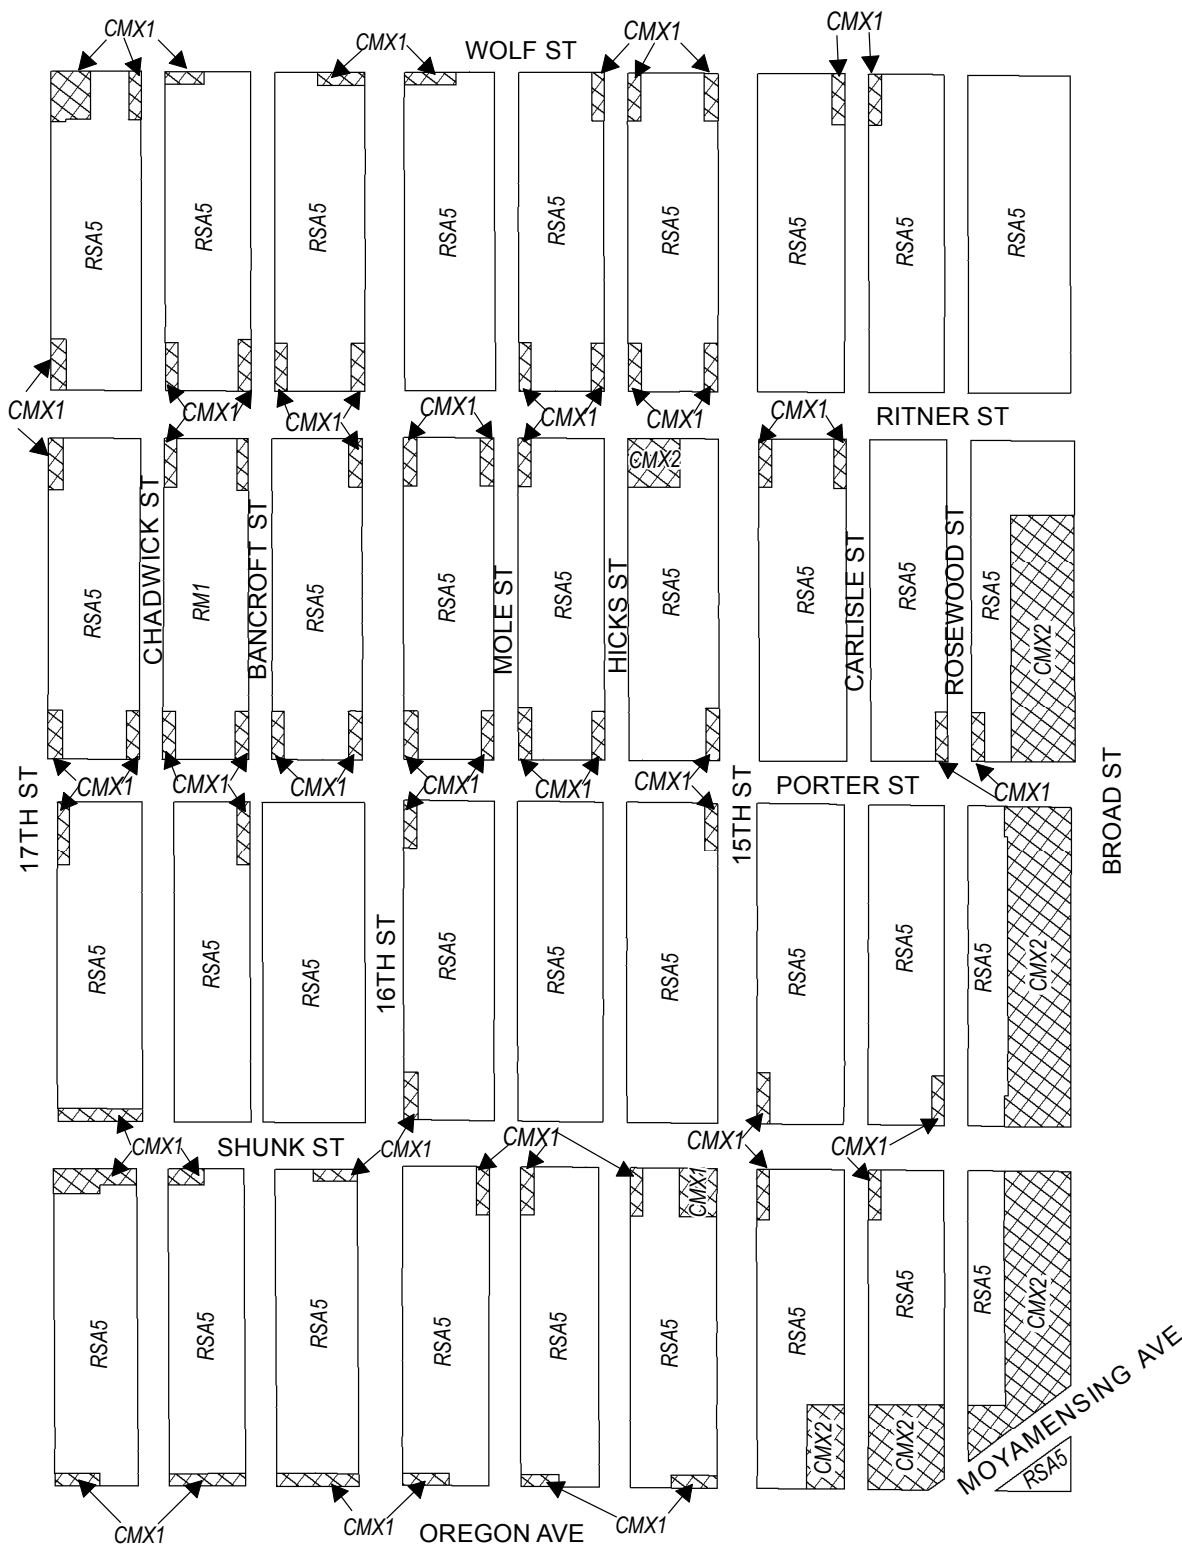 CMX1
CMX1
CMX1
CMX1
WOLF ST
RSA5
RSA5
RSA5
RSA5
RSA5
RSA5
RSA5
RSA5
RSA5
CMX1
CMX1
CMX1
CMX1
CMX1
CMX1
CMX1
CMX1
RITNER ST
CMX2
CHADWICK ST
BANCROFT ST
MOLE ST
HICKS ST
CARLISLE ST
ROSEWOOD ST
RSA5
RM1
RSA5
RSA5
RSA5
RSA5
RSA5
RSA5
RSA5
CMX2
CMX1
CMX1
CMX1
CMX1
CMX1
CMX1
PORTER ST
CMX1
17TH ST
16TH ST
15TH ST
BROAD ST
RSA5
RSA5
RSA5
RSA5
RSA5
RSA5
RSA5
RSA5
RSA5
CMX2
CMX1
SHUNK ST
CMX1
CMX1
CMX1
CMX1
CMX1
RSA5
RSA5
RSA5
RSA5
RSA5
RSA5
RSA5
RSA5
RSA5
CMX2
CMX2
CMX2
MOYAMENSING AVE
RSA5
CMX1
CMX1
CMX1
OREGON AVE